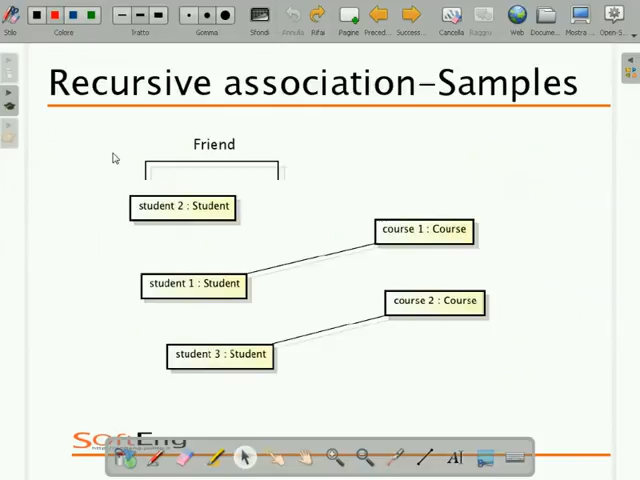 Stilo Colore Tratto Gomma Sfondi Annulla Rifai Pagine Preced... Success... Cancella Raggru Web Docume... Mostra ... Open-S...
Recursive association-Samples
Friend
student 2 : Student
course 1 : Course
student 1 : Student
course 2 : Course
student 3 : Student
SoftEng